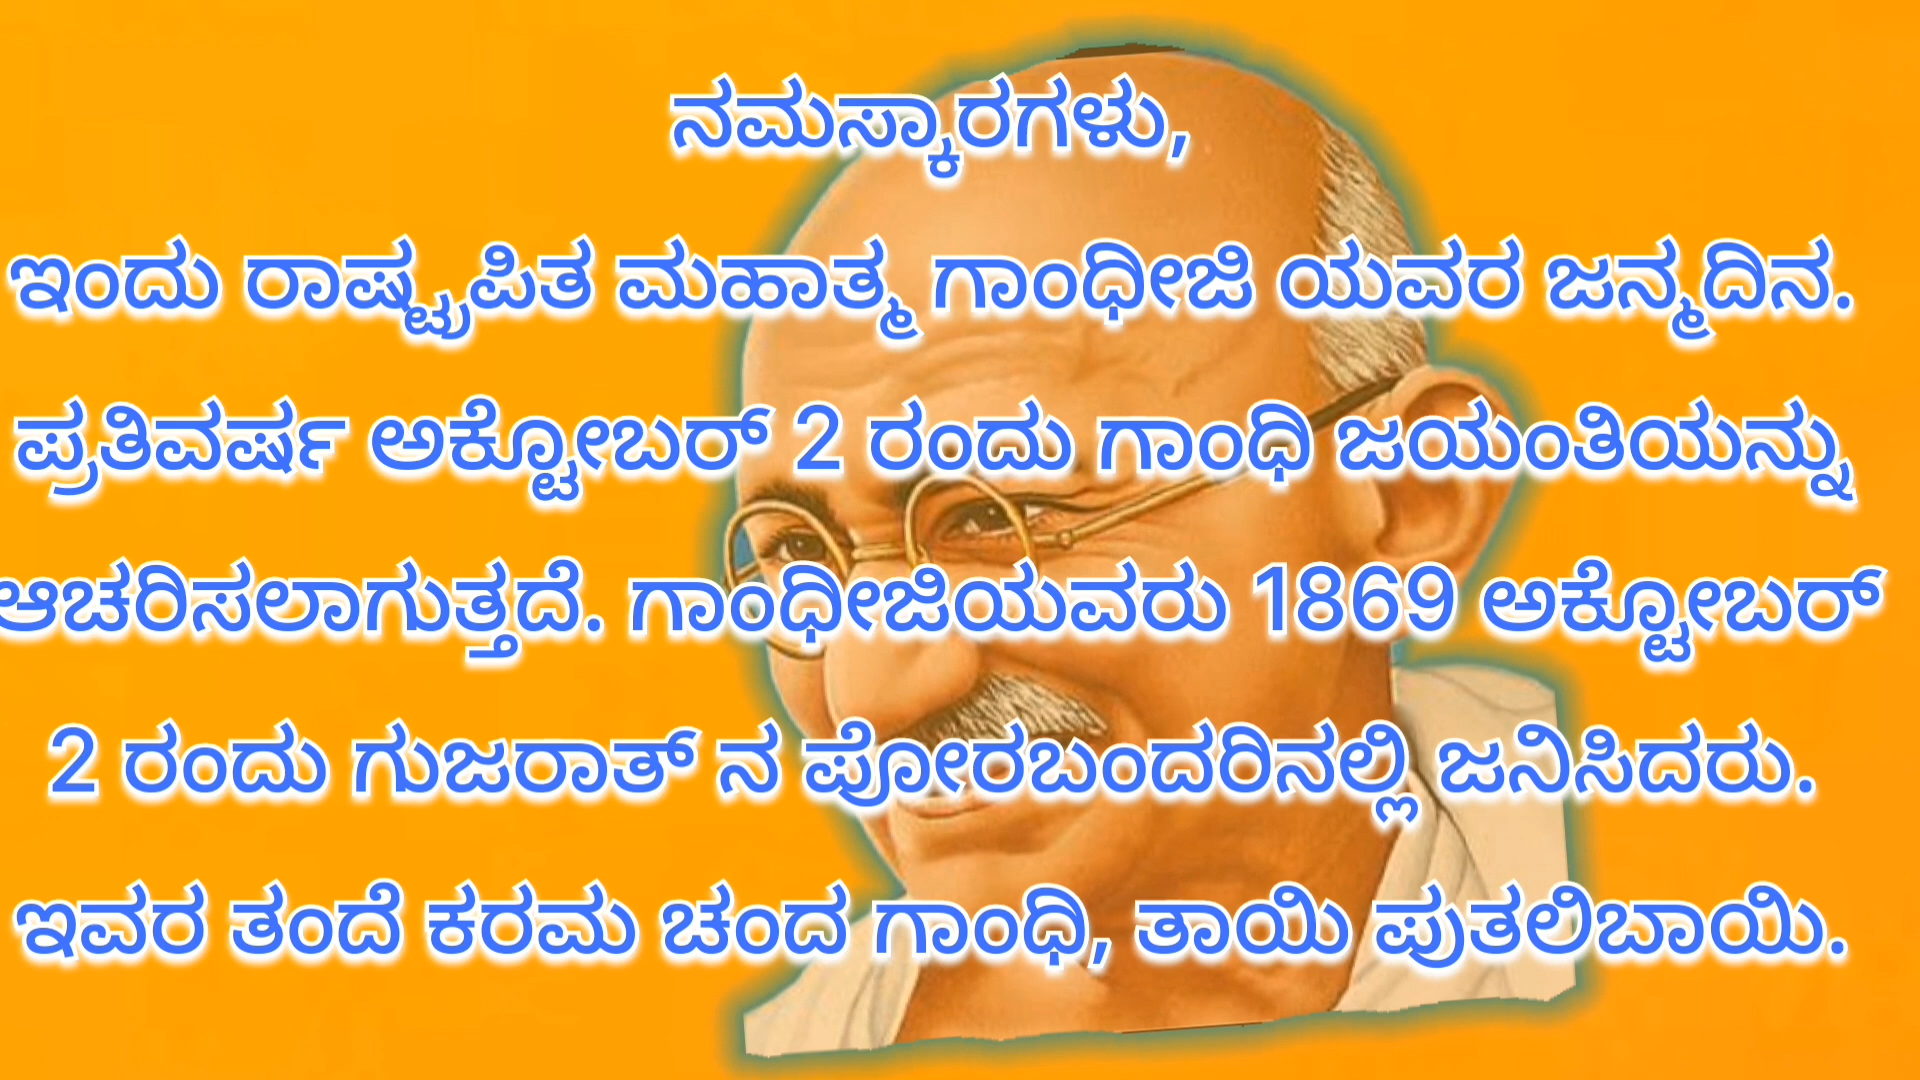 ನಮಸ್ಕಾರಗಳು,
ಇಂದು ರಾಷ್ಟ್ರಪಿತ ಮಹಾತ್ಮ ಗಾಂಧೀಜಿ ಯವರ ಜನ್ಮದಿನ.
ಪ್ರತಿವರ್ಷ ಅಕ್ಟೋಬರ್ 2 ರಂದು ಗಾಂಧಿ ಜಯಂತಿಯನ್ನು
ಆಚರಿಸಲಾಗುತ್ತದೆ. ಗಾಂಧೀಜಿಯವರು 1869 ಅಕ್ಟೋಬರ್
2 ರಂದು ಗುಜರಾತ್ ನ ಪೋರಬಂದರಿನಲ್ಲಿ ಜನಿಸಿದರು.
ಇವರ ತಂದೆ ಕರಮ ಚಂದ ಗಾಂಧಿ, ತಾಯಿ ಪುತಲಿಬಾಯಿ.